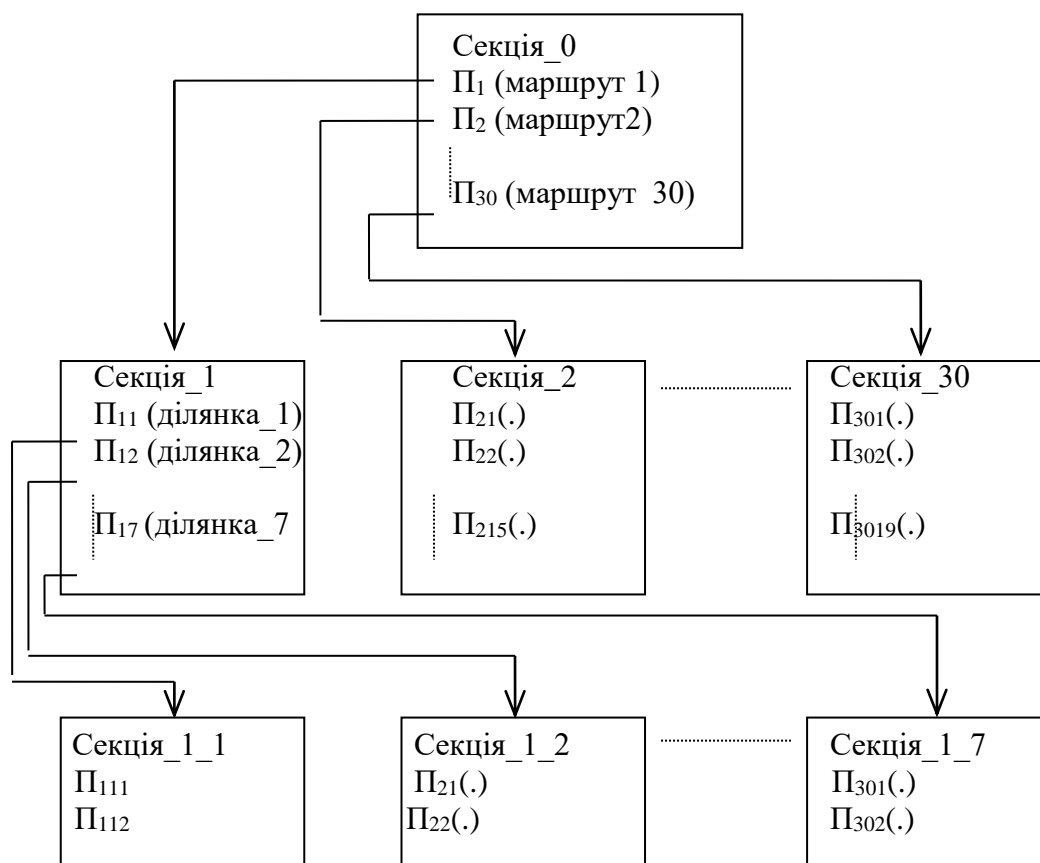 Секція_0
П₁ (маршрут 1)
П₂ (маршрут2)
П₃₀ (маршрут 30)
Секція_1
П₁₁ (ділянка_1)
П₁₂ (ділянка_2)
П₁₇ (ділянка_7
Секція_2
П₂₁(.)
П₂₂(.)
П₂₁₅(.)
Секція_30
П₃₀₁(.)
П₃₀₂(.)
П₃₀₁₉(.)
Секція_1_1
П₁₁₁
П₁₁₂
Секція_1_2
П₂₁(.)
П₂₂(.)
Секція_1_7
П₃₀₁(.)
П₃₀₂(.)